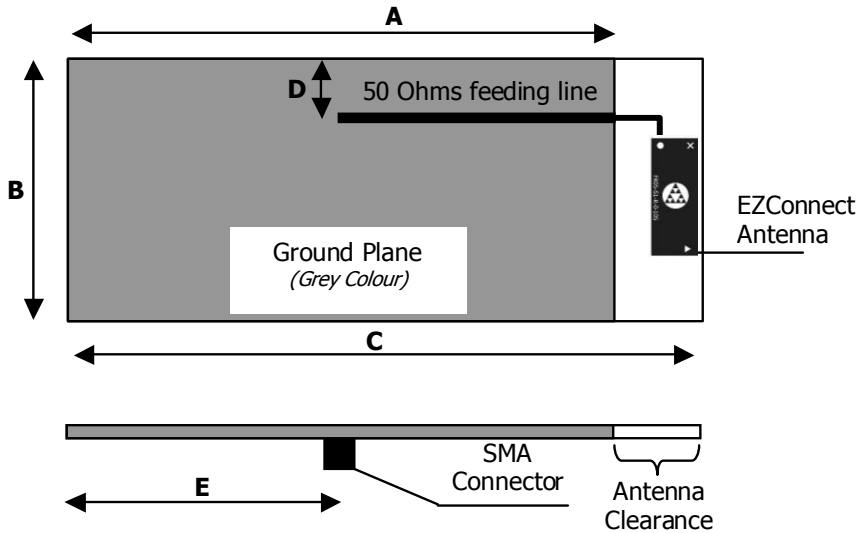 A
D
50 Ohms feeding line
B
EZConnect
Antenna
Ground Plane
(Grey Colour)
C
SMA
Connector
E
Antenna
Clearance